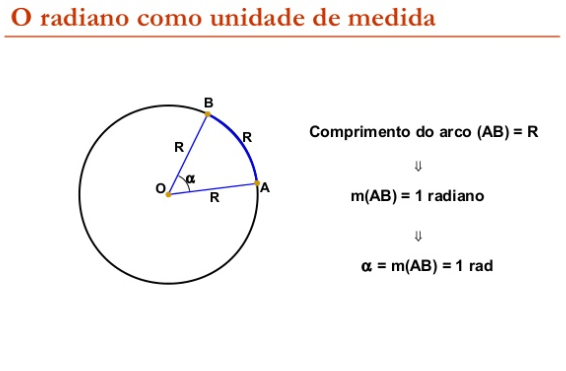 O radiano como unidade de medida
B
R
R
α
O
A
R
Comprimento do arco (AB) = R
⇓
m(AB) = 1 radiano
⇓
α = m(AB) = 1 rad